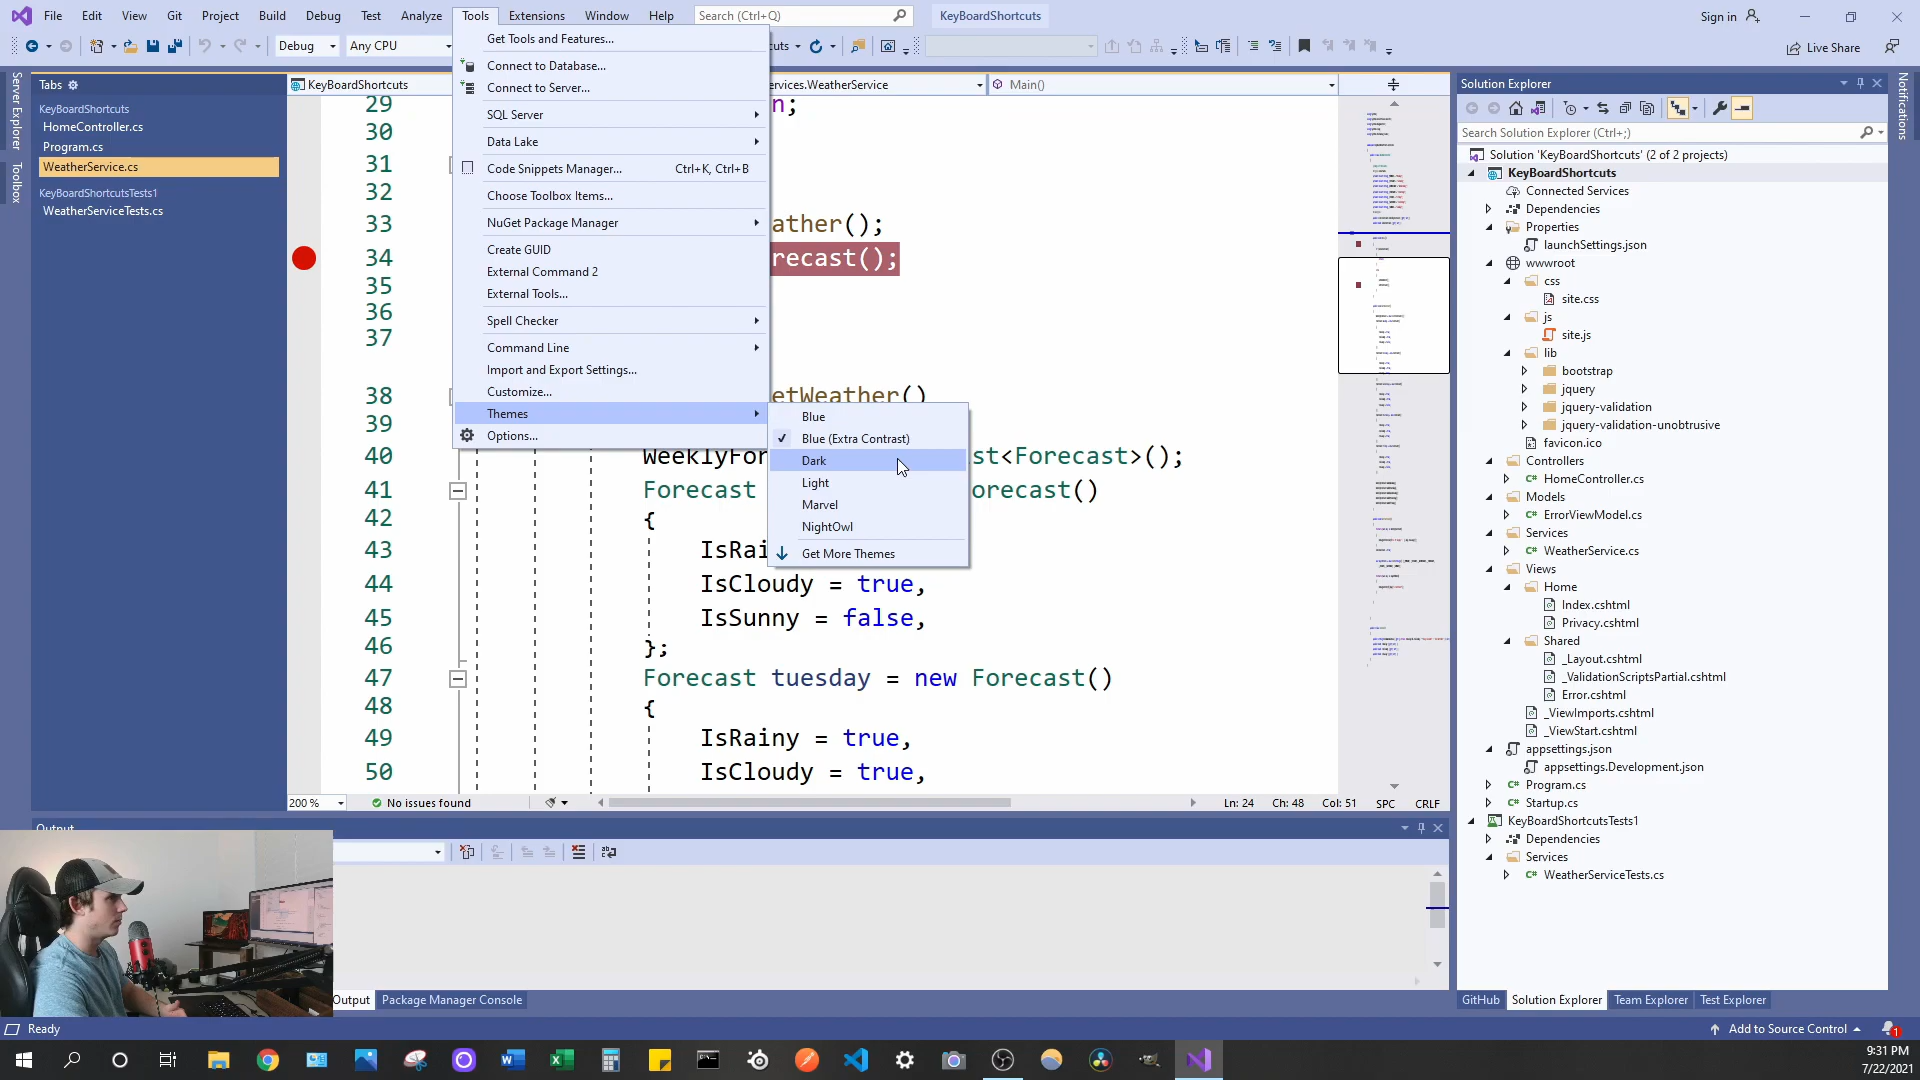 File Edit View Git Project Build Debug Test Analyze Tools Extensions Window Help Search (Ctrl+Q) KeyBoardShortcuts Sign in
Debug Any CPU Live Share
Server Explorer
Toolbox
Tabs
KeyBoardShortcuts
HomeController.cs
Program.cs
WeatherService.cs
KeyBoardShortcutsTests1
WeatherServiceTests.cs
KeyBoardShortcuts
ervices.WeatherService
Main()
Get Tools and Features...
Connect to Database...
Connect to Server...
SQL Server
Data Lake
Code Snippets Manager... Ctrl+K, Ctrl+B
Choose Toolbox Items...
NuGet Package Manager
Create GUID
External Command 2
External Tools...
Spell Checker
Command Line
Import and Export Settings...
Customize...
Themes
Options...
Blue
Blue (Extra Contrast)
Dark
Light
Marvel
NightOwl
Get More Themes
29 n;
30
31
32
33 ather();
34 recast();
35
36
37
38 etWeather()
39
40 WeeklyFor st<Forecast>();
41 Forecast orecast()
42 {
43 IsRai
44 IsCloudy = true,
45 IsSunny = false,
46 };
47 Forecast tuesday = new Forecast()
48 {
49 IsRainy = true,
50 IsCloudy = true,
200 % No issues found Ln: 24 Ch: 48 Col: 51 SPC CRLF
Output
Output Package Manager Console
Solution Explorer
Search Solution Explorer (Ctrl+;)
Solution 'KeyBoardShortcuts' (2 of 2 projects)
KeyBoardShortcuts
Connected Services
Dependencies
Properties
launchSettings.json
wwwroot
css
site.css
js
site.js
lib
bootstrap
jquery
jquery-validation
jquery-validation-unobtrusive
favicon.ico
Controllers
HomeController.cs
Models
ErrorViewModel.cs
Services
WeatherService.cs
Views
Home
Index.cshtml
Privacy.cshtml
Shared
_Layout.cshtml
_ValidationScriptsPartial.cshtml
Error.cshtml
_ViewImports.cshtml
_ViewStart.cshtml
appsettings.json
appsettings.Development.json
Program.cs
Startup.cs
KeyBoardShortcutsTests1
Dependencies
Services
WeatherServiceTests.cs
GitHub Solution Explorer Team Explorer Test Explorer
Notifications
Ready Add to Source Control 1
9:31 PM
7/22/2021